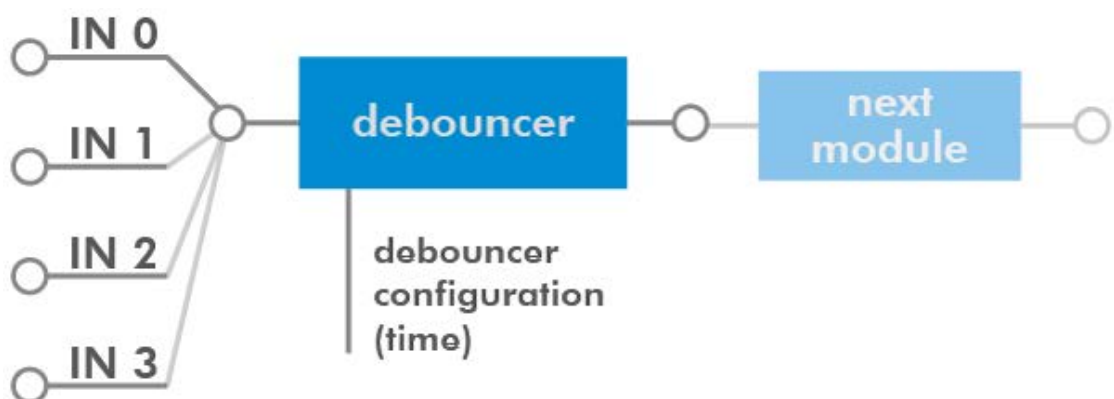 IN 0
IN 1
IN 2
IN 3
debouncer
debouncer
configuration
(time)
next
module